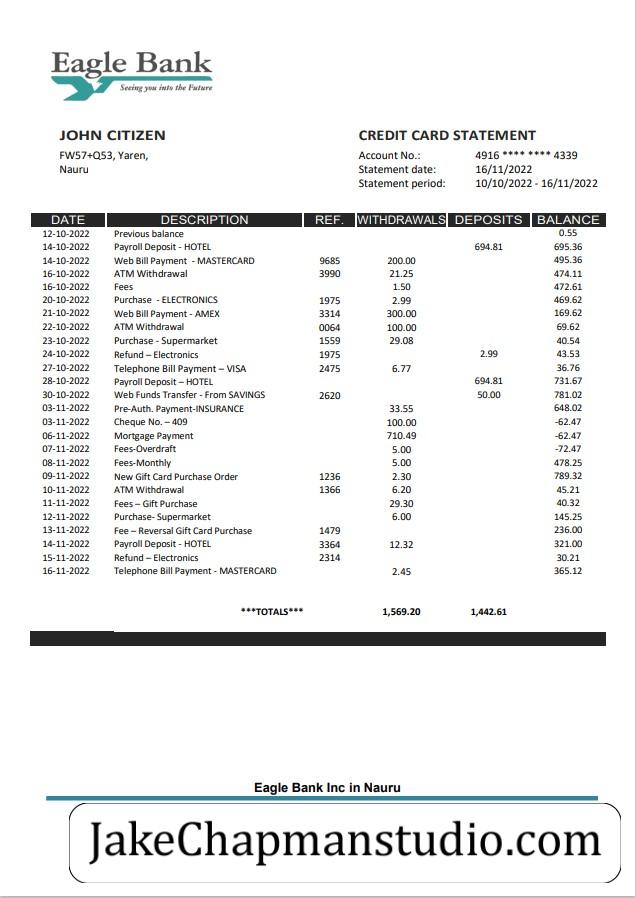 Eagle Bank
Seeing you into the Future
JOHN CITIZEN
FW57+Q53, Yaren,
Nauru
CREDIT CARD STATEMENT
Account No.: 4916 **** **** 4339
Statement date: 16/11/2022
Statement period: 10/10/2022 - 16/11/2022
DATE DESCRIPTION REF. WITHDRAWALS DEPOSITS BALANCE
12-10-2022 Previous balance 0.55
14-10-2022 Payroll Deposit - HOTEL 694.81 695.36
14-10-2022 Web Bill Payment - MASTERCARD 9685 200.00 495.36
16-10-2022 ATM Withdrawal 3990 21.25 474.11
16-10-2022 Fees 1.50 472.61
20-10-2022 Purchase - ELECTRONICS 1975 2.99 469.62
21-10-2022 Web Bill Payment - AMEX 3314 300.00 169.62
22-10-2022 ATM Withdrawal 0064 100.00 69.62
23-10-2022 Purchase - Supermarket 1559 29.08 40.54
24-10-2022 Refund – Electronics 1975 2.99 43.53
27-10-2022 Telephone Bill Payment – VISA 2475 6.77 36.76
28-10-2022 Payroll Deposit – HOTEL 694.81 731.67
30-10-2022 Web Funds Transfer - From SAVINGS 2620 50.00 781.02
03-11-2022 Pre-Auth. Payment-INSURANCE 33.55 648.02
03-11-2022 Cheque No. – 409 100.00 -62.47
06-11-2022 Mortgage Payment 710.49 -62.47
07-11-2022 Fees-Overdraft 5.00 -72.47
08-11-2022 Fees-Monthly 5.00 478.25
09-11-2022 New Gift Card Purchase Order 1236 2.30 789.32
10-11-2022 ATM Withdrawal 1366 6.20 45.21
11-11-2022 Fees – Gift Purchase 29.30 40.32
12-11-2022 Purchase- Supermarket 6.00 145.25
13-11-2022 Fee – Reversal Gift Card Purchase 1479 236.00
14-11-2022 Payroll Deposit - HOTEL 3364 12.32 321.00
15-11-2022 Refund – Electronics 2314 30.21
16-11-2022 Telephone Bill Payment - MASTERCARD 2.45 365.12
***TOTALS*** 1,569.20 1,442.61
Eagle Bank Inc in Nauru
JakeChapmanstudio.com